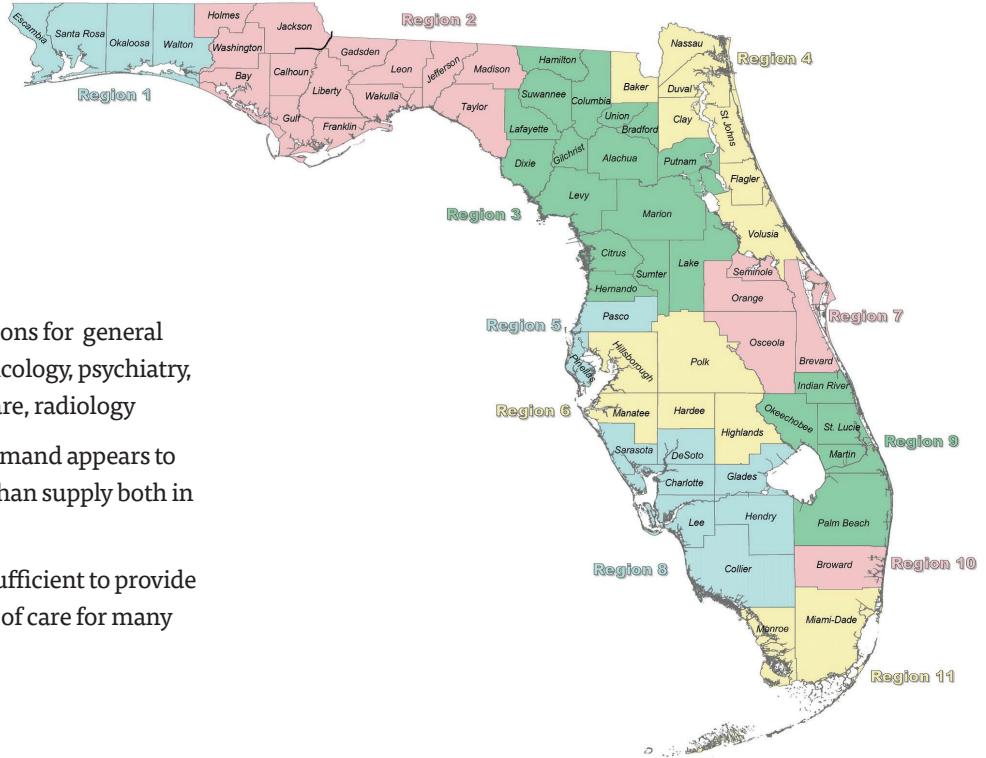 Escambia
Santa Rosa
Okaloosa
Walton
Holmes
Jackson
Washington
Bay
Calhoun
Gulf
Liberty
Franklin
Gadsden
Leon
Wakulla
Jefferson
Madison
Taylor
Region 2
Region 1
Hamilton
Suwannee
Columbia
Lafayette
Union
Bradford
Dixie
Gilchrist
Alachua
Putnam
Levy
Marion
Citrus
Sumter
Lake
Hernando
Region 3
Nassau
Baker
Duval
Clay
St Johns
Flagler
Volusia
Region 4
Pasco
Pinellas
Region 5
Seminole
Orange
Osceola
Brevard
Region 7
Hillsborough
Polk
Manatee
Hardee
Highlands
Region 6
Indian River
Okeechobee
St. Lucie
Martin
Palm Beach
Region 9
Sarasota
DeSoto
Charlotte
Glades
Lee
Hendry
Collier
Region 8
Broward
Region 10
Monroe
Miami-Dade
Region 11
ons for general
cology, psychiatry,
are, radiology
mand appears to
han supply both in
ufficient to provide
of care for many